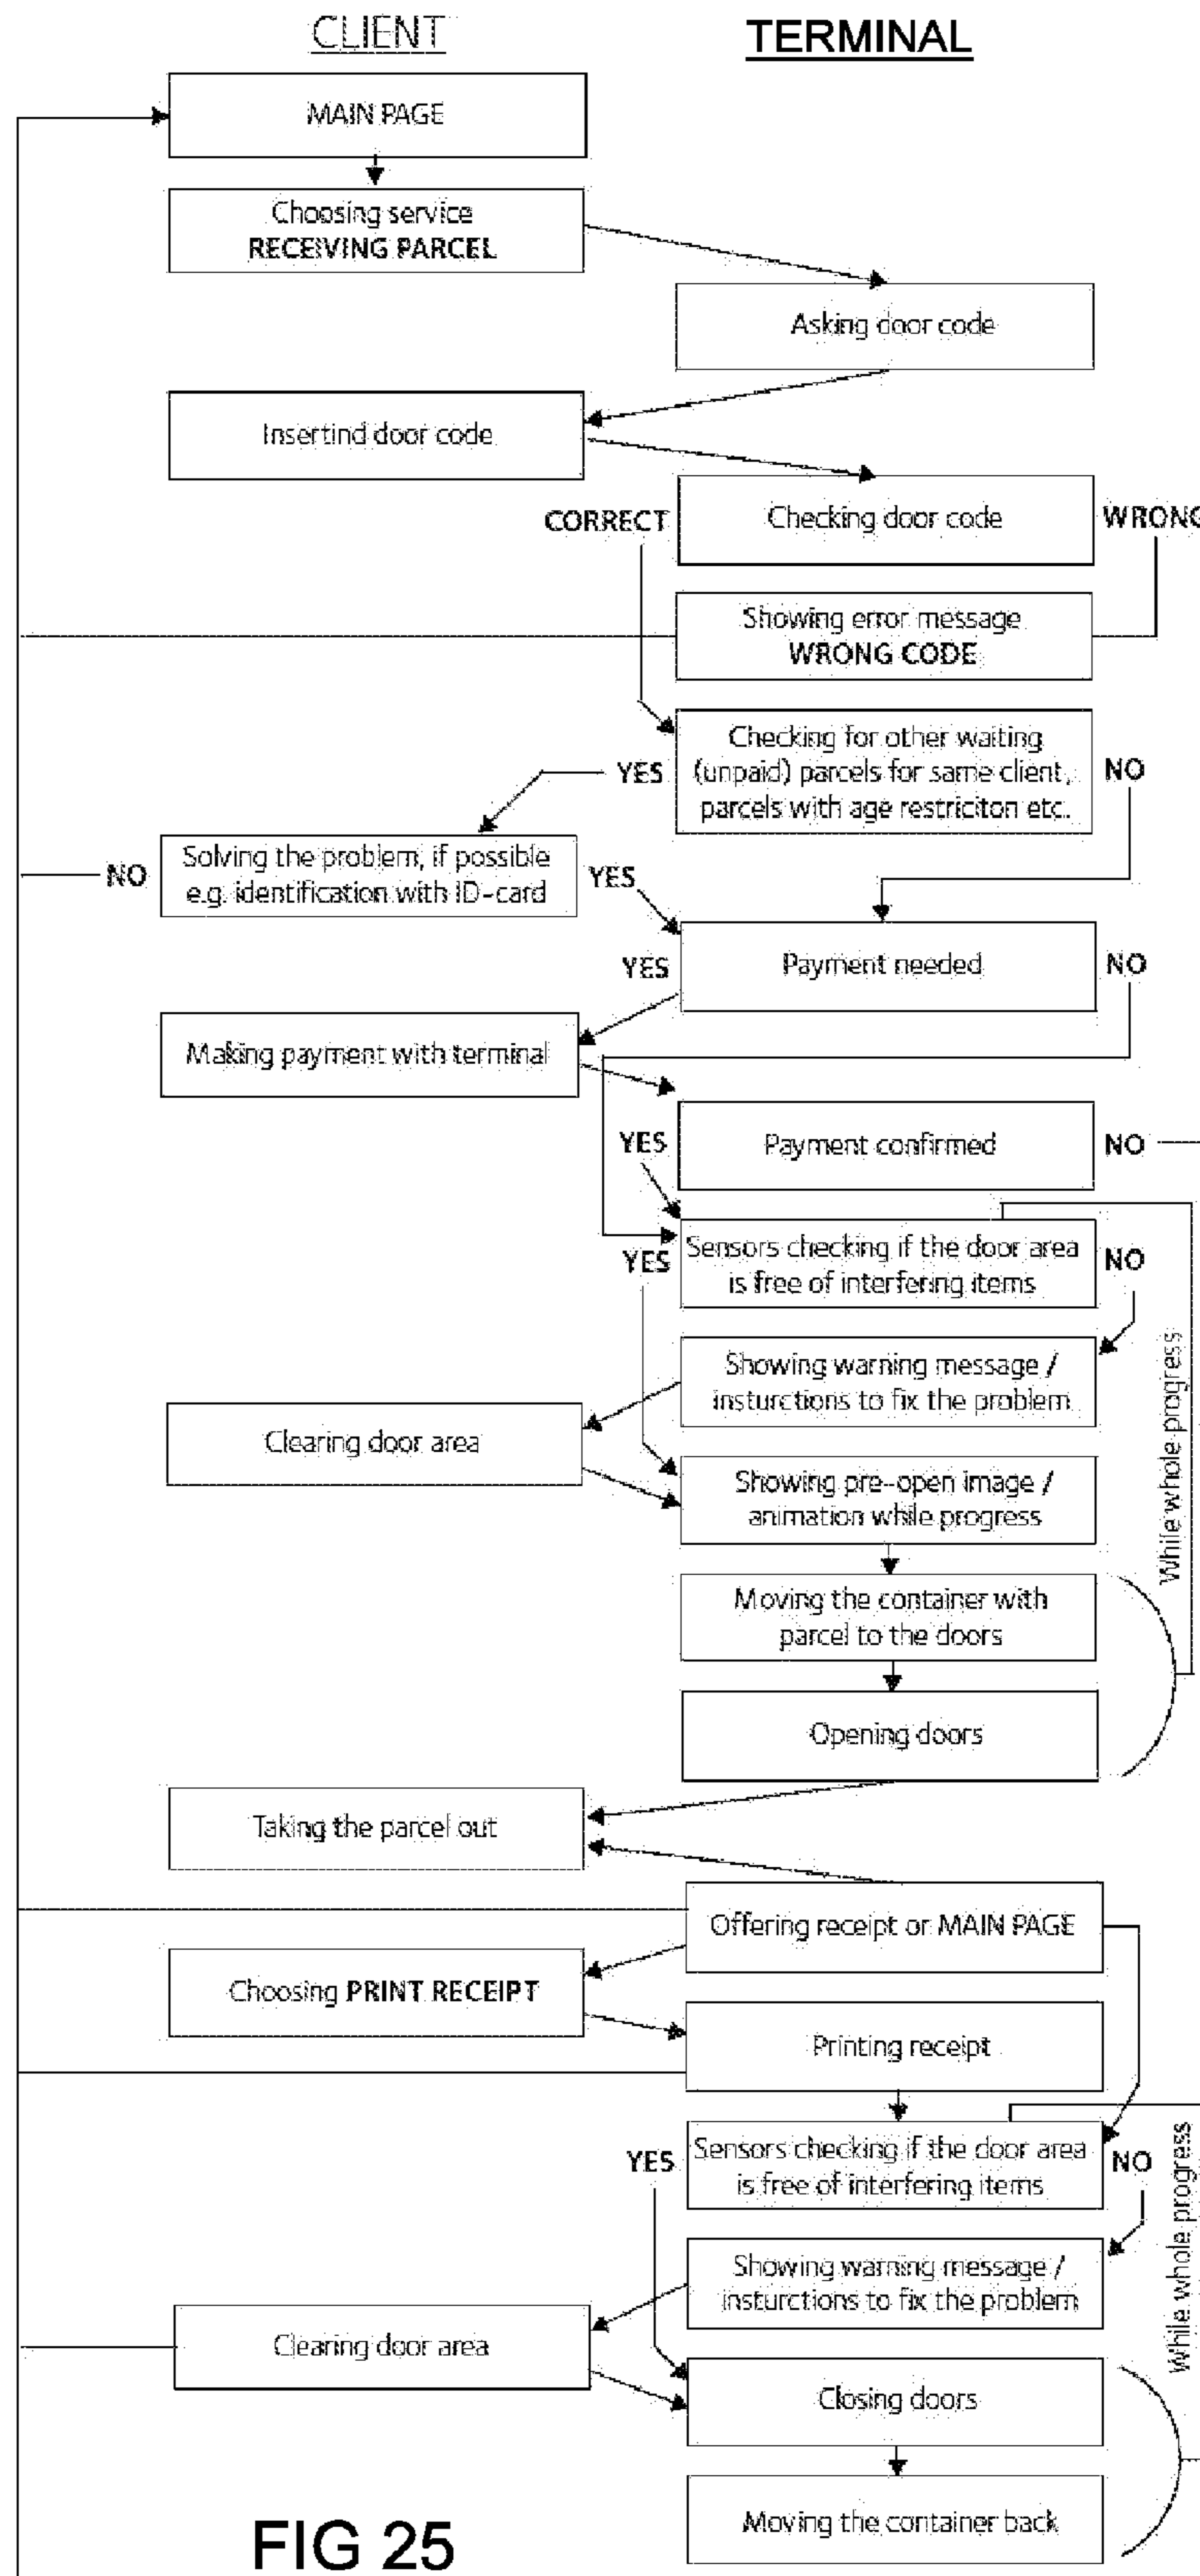 CLIENT
TERMINAL
MAIN PAGE
Choosing service
RECEIVING PARCEL
Asking door code
Insertind door code
CORRECT
Checking door code
WRONG
Showing error message
WRONG CODE
Checking for other waiting
(unpaid) parcels for same client,
parcels with age restriciton etc.
YES
NO
NO
Solving the problem, if possible
e.g. identification with ID-card
YES
YES
Payment needed
NO
Making payment with terminal
YES
Payment confirmed
NO
YES
Sensors checking if the door area
is free of interfering items
NO
Showing warning message /
insturctions to fix the problem
While whole progress
Clearing door area
Showing pre-open image /
animation while progress
Moving the container with
parcel to the doors
Opening doors
Taking the parcel out
Offering receipt or MAIN PAGE
Choosing PRINT RECEIPT
Printing receipt
YES
Sensors checking if the door area
is free of interfering items
NO
While whole progress
Showing warning message /
insturctions to fix the problem
Clearing door area
Closing doors
Moving the container back
FIG 25